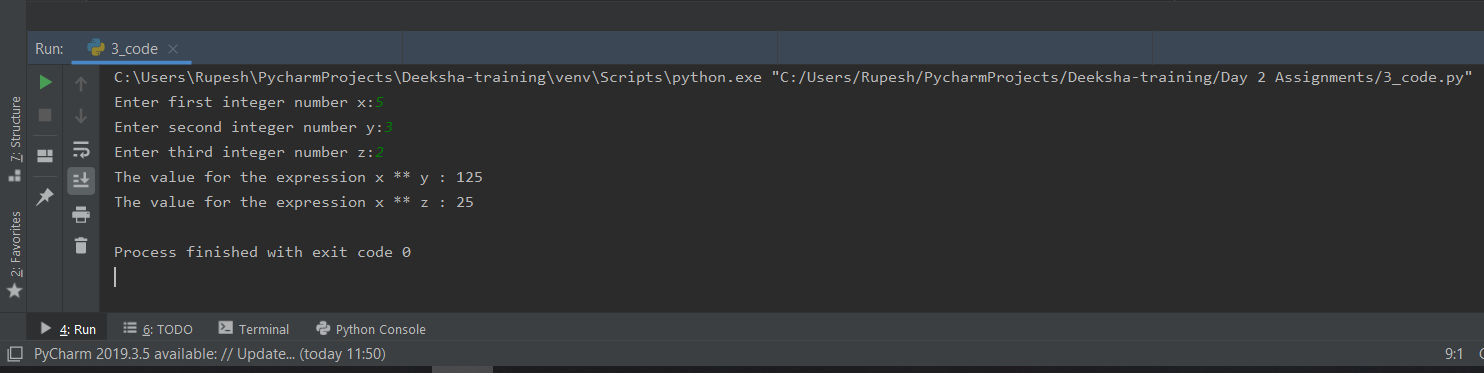 Run: 3_code
C:\Users\Rupesh\PycharmProjects\Deeksha-training\venv\Scripts\python.exe "C:/Users/Rupesh/PycharmProjects/Deeksha-training/Day 2 Assignments/3_code.py"
Enter first integer number x:5
Enter second integer number y:3
Enter third integer number z:2
The value for the expression x ** y : 125
The value for the expression x ** z : 25
Process finished with exit code 0
7: Structure
2: Favorites
4: Run 6: TODO Terminal Python Console
PyCharm 2019.3.5 available: // Update... (today 11:50) 9:1